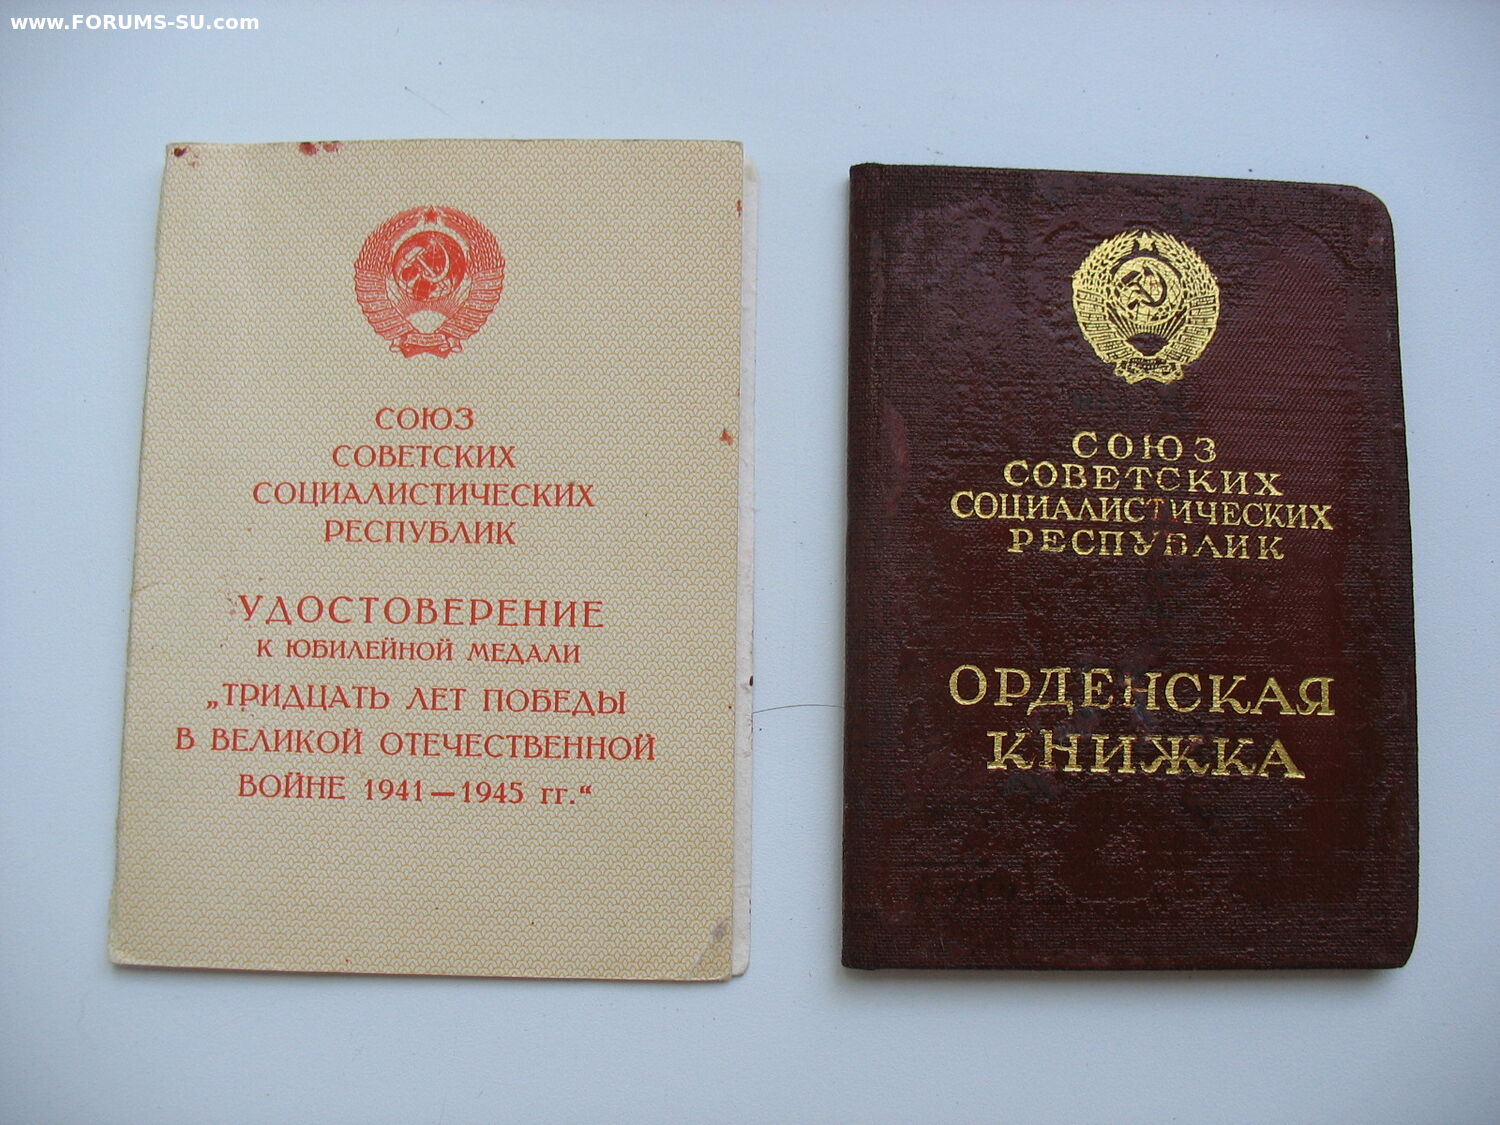 www.FORUMS-SU.com
СОЮЗ
СОВЕТСКИХ
СОЦИАЛИСТИЧЕСКИХ
РЕСПУБЛИК
УДОСТОВЕРЕНИЕ
К ЮБИЛЕЙНОЙ МЕДАЛИ
„ТРИДЦАТЬ ЛЕТ ПОБЕДЫ
В ВЕЛИКОЙ ОТЕЧЕСТВЕННОЙ
ВОЙНЕ 1941—1945 гг.“
СОЮЗ
СОВЕТСКИХ
СОЦИАЛИСТИЧЕСКИХ
РЕСПУБЛИК
ОРДЕНСКАЯ
КНИЖКА